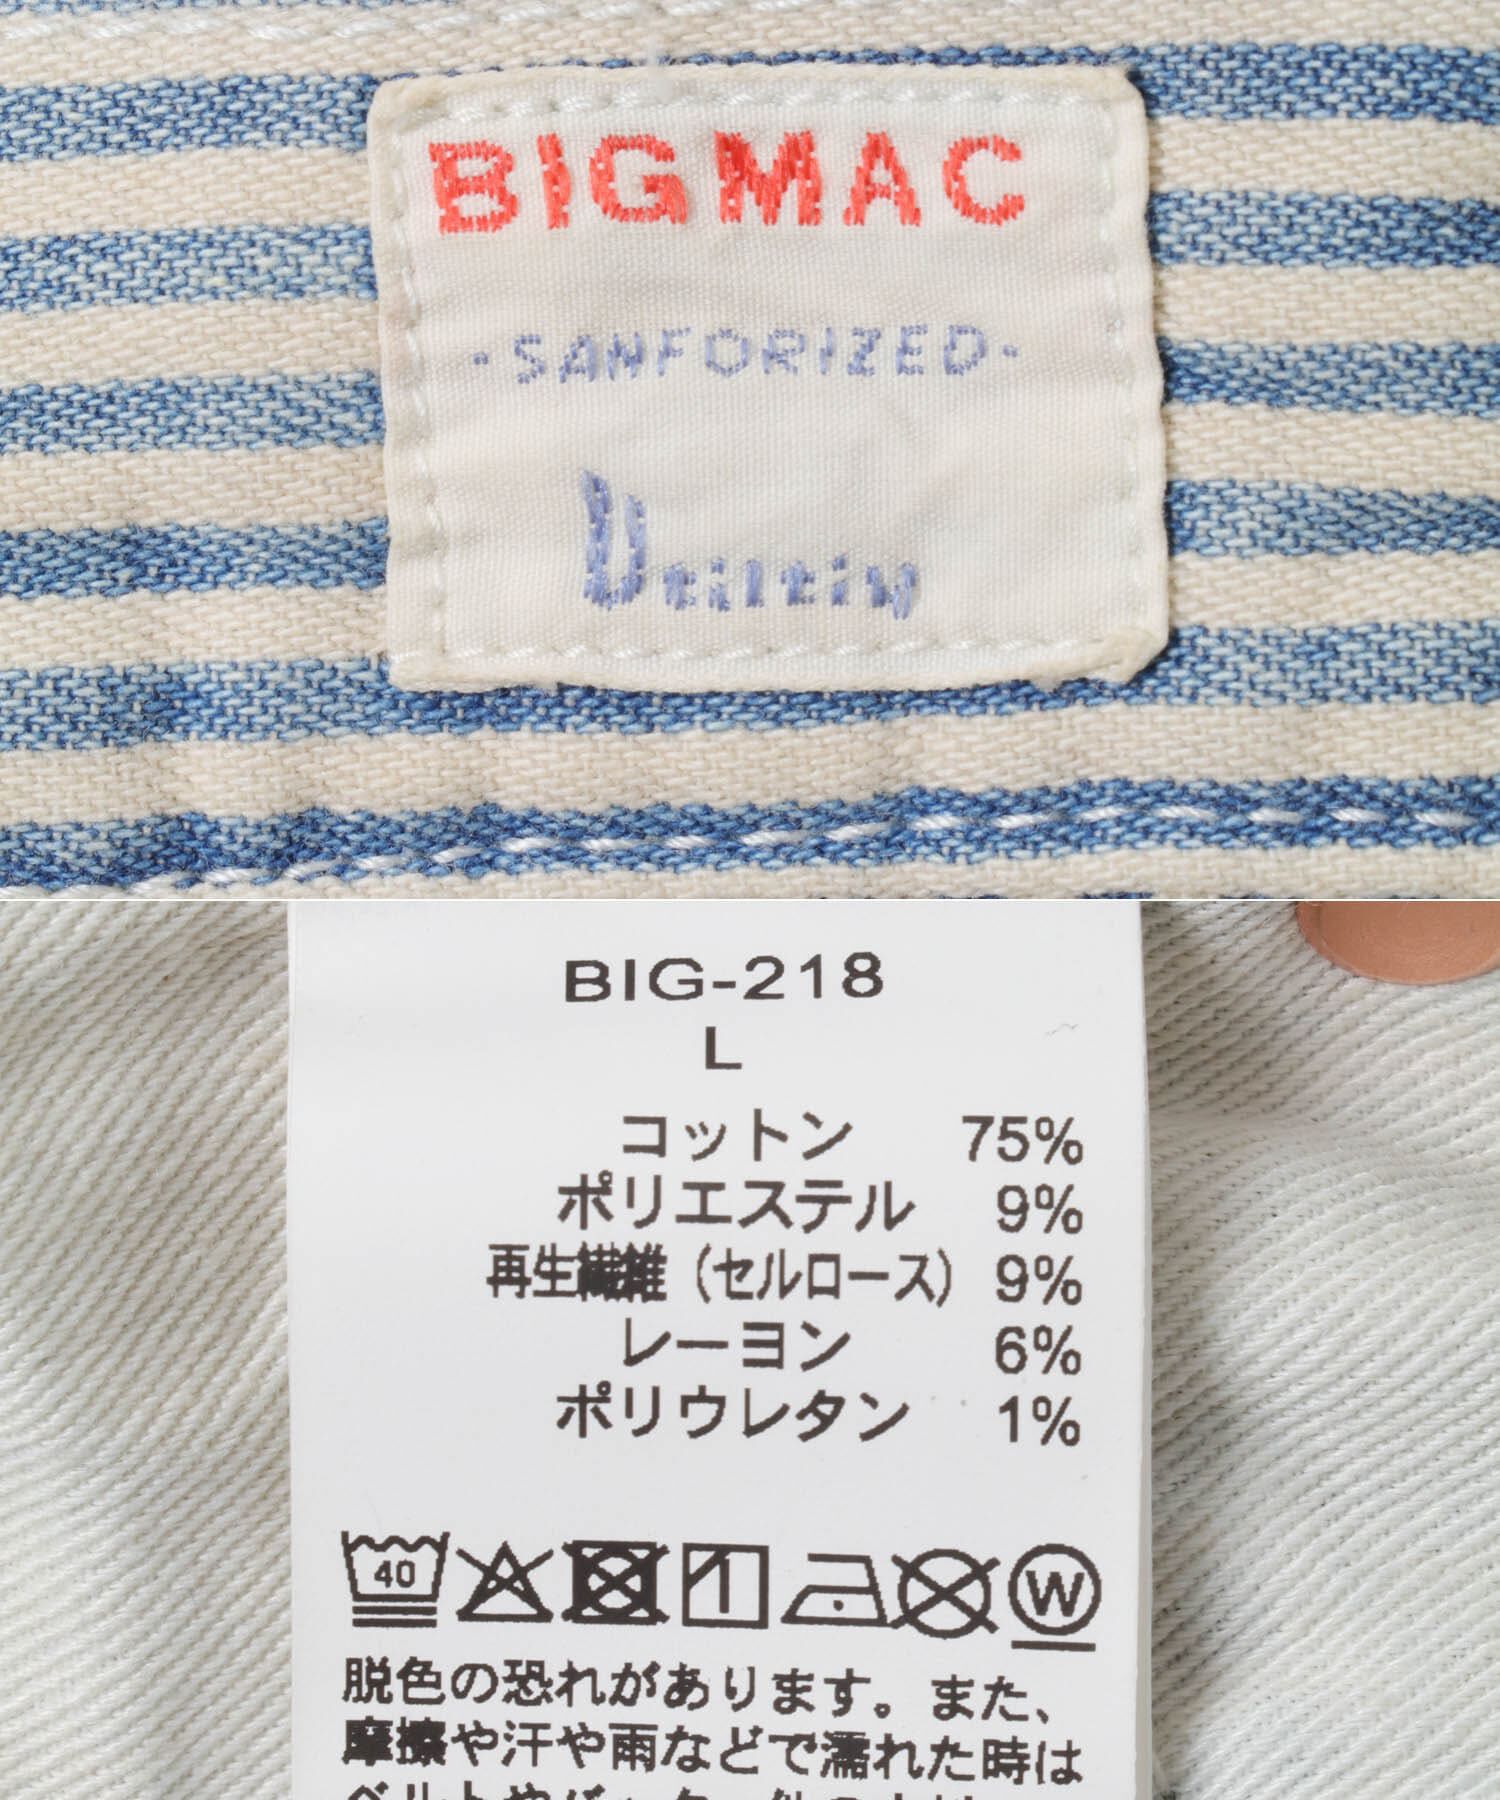 BIG MAC
·SANFORIZED·
Utiltiy
BIG-218
L
コットン 75%
ポリエステル 9%
再生繊維（セルロース） 9%
レーヨン 6%
ポリウレタン 1%
40 W
脱色の恐れがあります。また、
摩擦や汗や雨などで濡れた時は